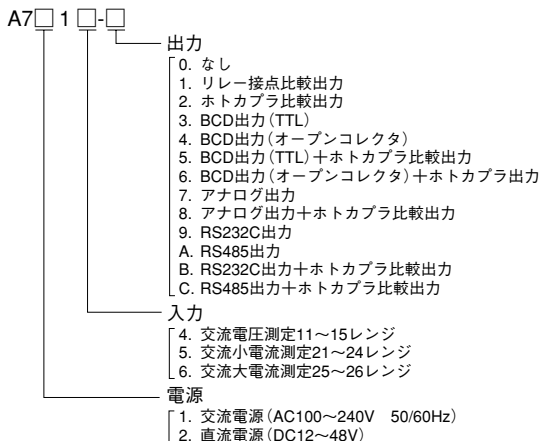 A7□ 1 □-□
出力
0. なし
1. リレー接点比較出力
2. ホトカプラ比較出力
3. BCD出力（TTL）
4. BCD出力（オープンコレクタ）
5. BCD出力（TTL）＋ホトカプラ比較出力
6. BCD出力（オープンコレクタ）＋ホトカプラ出力
7. アナログ出力
8. アナログ出力＋ホトカプラ比較出力
9. RS232C出力
A. RS485出力
B. RS232C出力＋ホトカプラ比較出力
C. RS485出力＋ホトカプラ比較出力
入力
4. 交流電圧測定11～15レンジ
5. 交流小電流測定21～24レンジ
6. 交流大電流測定25～26レンジ
電源
1. 交流電源（AC100～240V　50/60Hz）
2. 直流電源（DC12～48V）